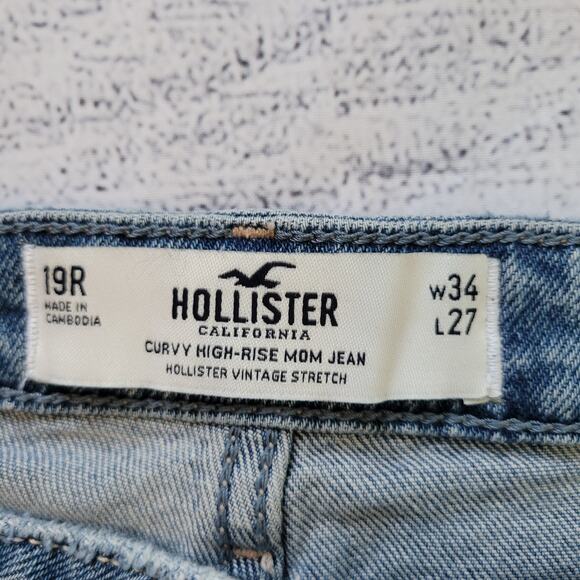 19R
MADE IN
CAMBODIA
HOLLISTER
CALIFORNIA
CURVY HIGH-RISE MOM JEAN
HOLLISTER VINTAGE STRETCH
W34
L27